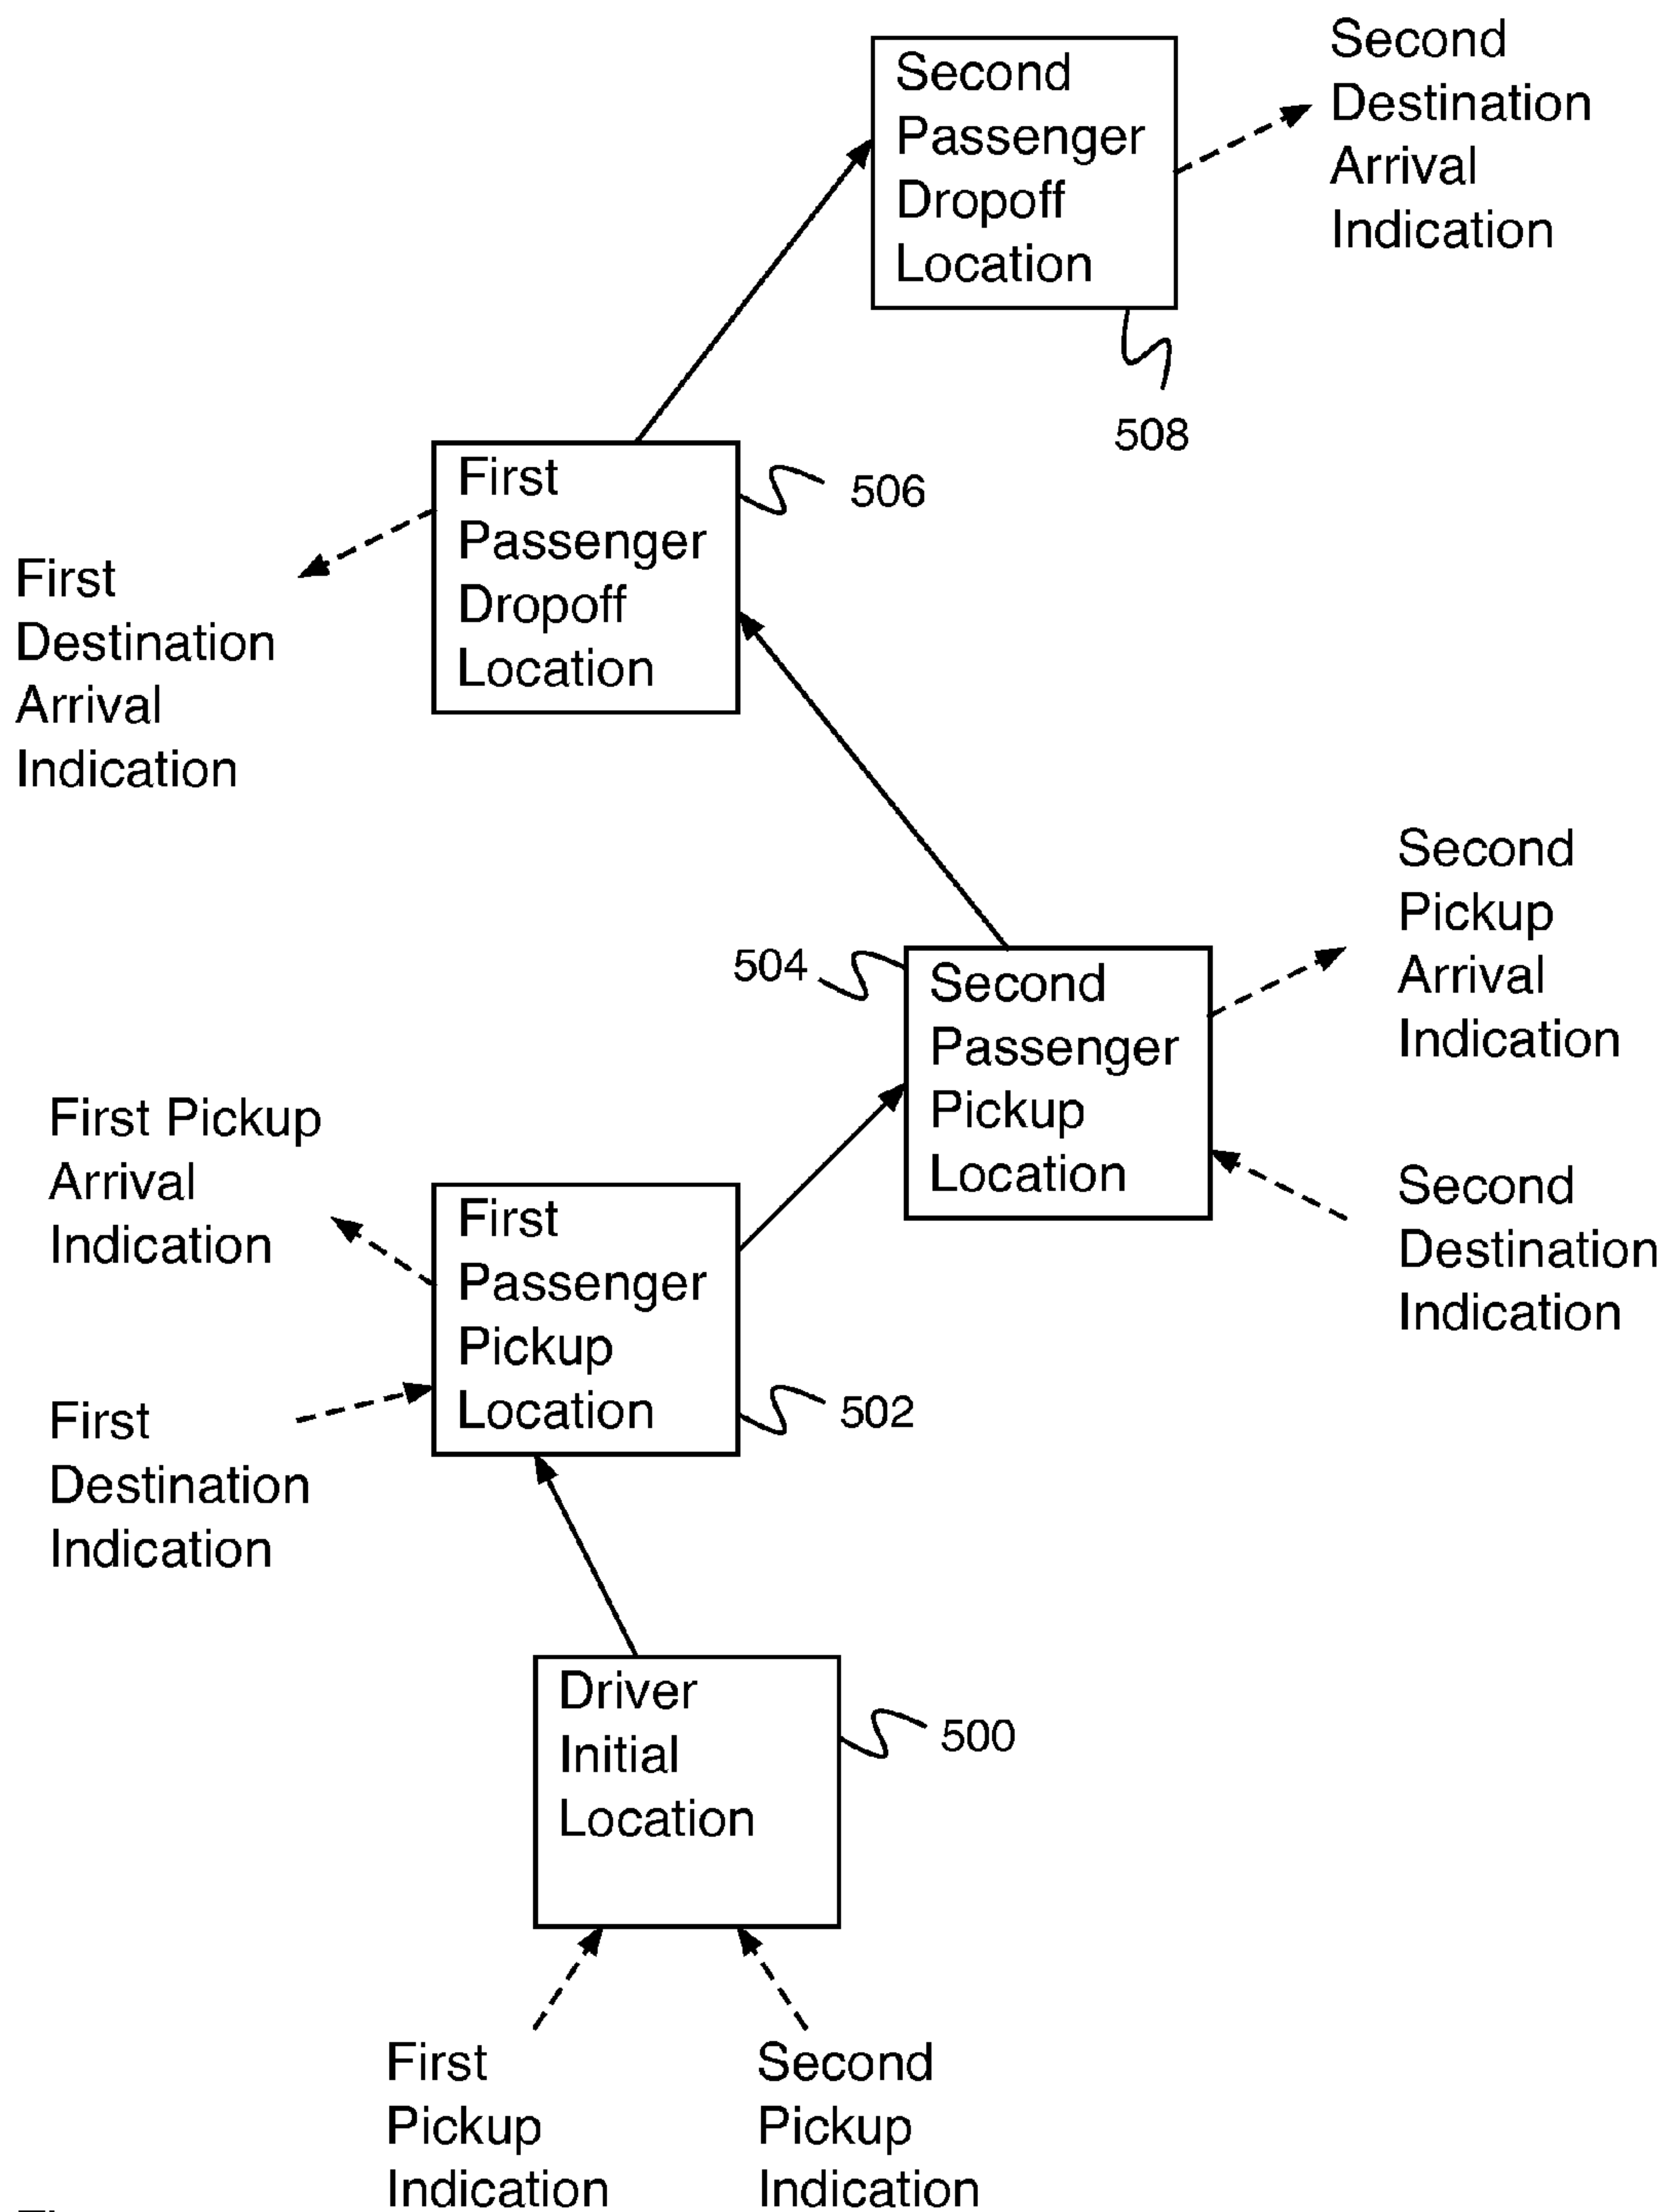 Second
Passenger
Dropoff
Location
Second
Destination
Arrival
Indication
508
First
Passenger
Dropoff
Location
506
First
Destination
Arrival
Indication
504
Second
Passenger
Pickup
Location
Second
Pickup
Arrival
Indication
Second
Destination
Indication
First Pickup
Arrival
Indication
First
Passenger
Pickup
Location
502
First
Destination
Indication
Driver
Initial
Location
500
First
Pickup
Indication
Second
Pickup
Indication